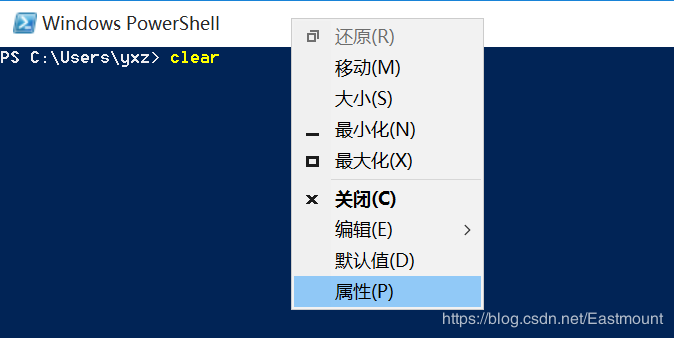 Windows PowerShell
PS C:\Users\yxz> clear
还原(R)
移动(M)
大小(S)
最小化(N)
最大化(X)
关闭(C)
编辑(E)
默认值(D)
属性(P)
https://blog.csdn.net/Eastmount